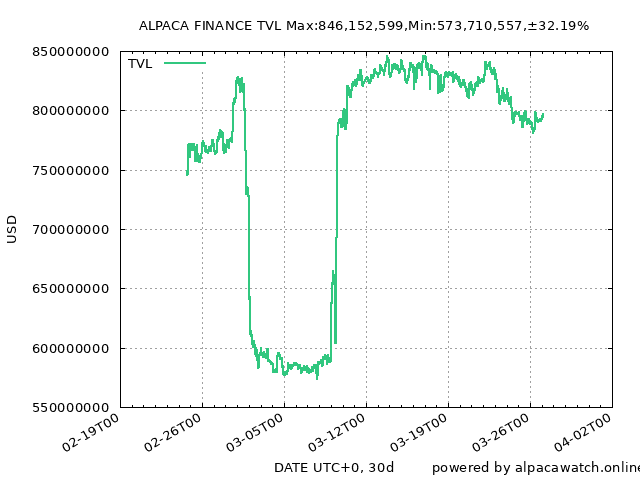 ALPACA FINANCE TVL Max:846,152,599,Min:573,710,557,±32.19%
TVL
850000000
800000000
750000000
700000000
650000000
600000000
550000000
USD
02-19T00
02-26T00
03-05T00
03-12T00
03-19T00
03-26T00
04-02T00
DATE UTC+0, 30d
powered by alpacawatch.online